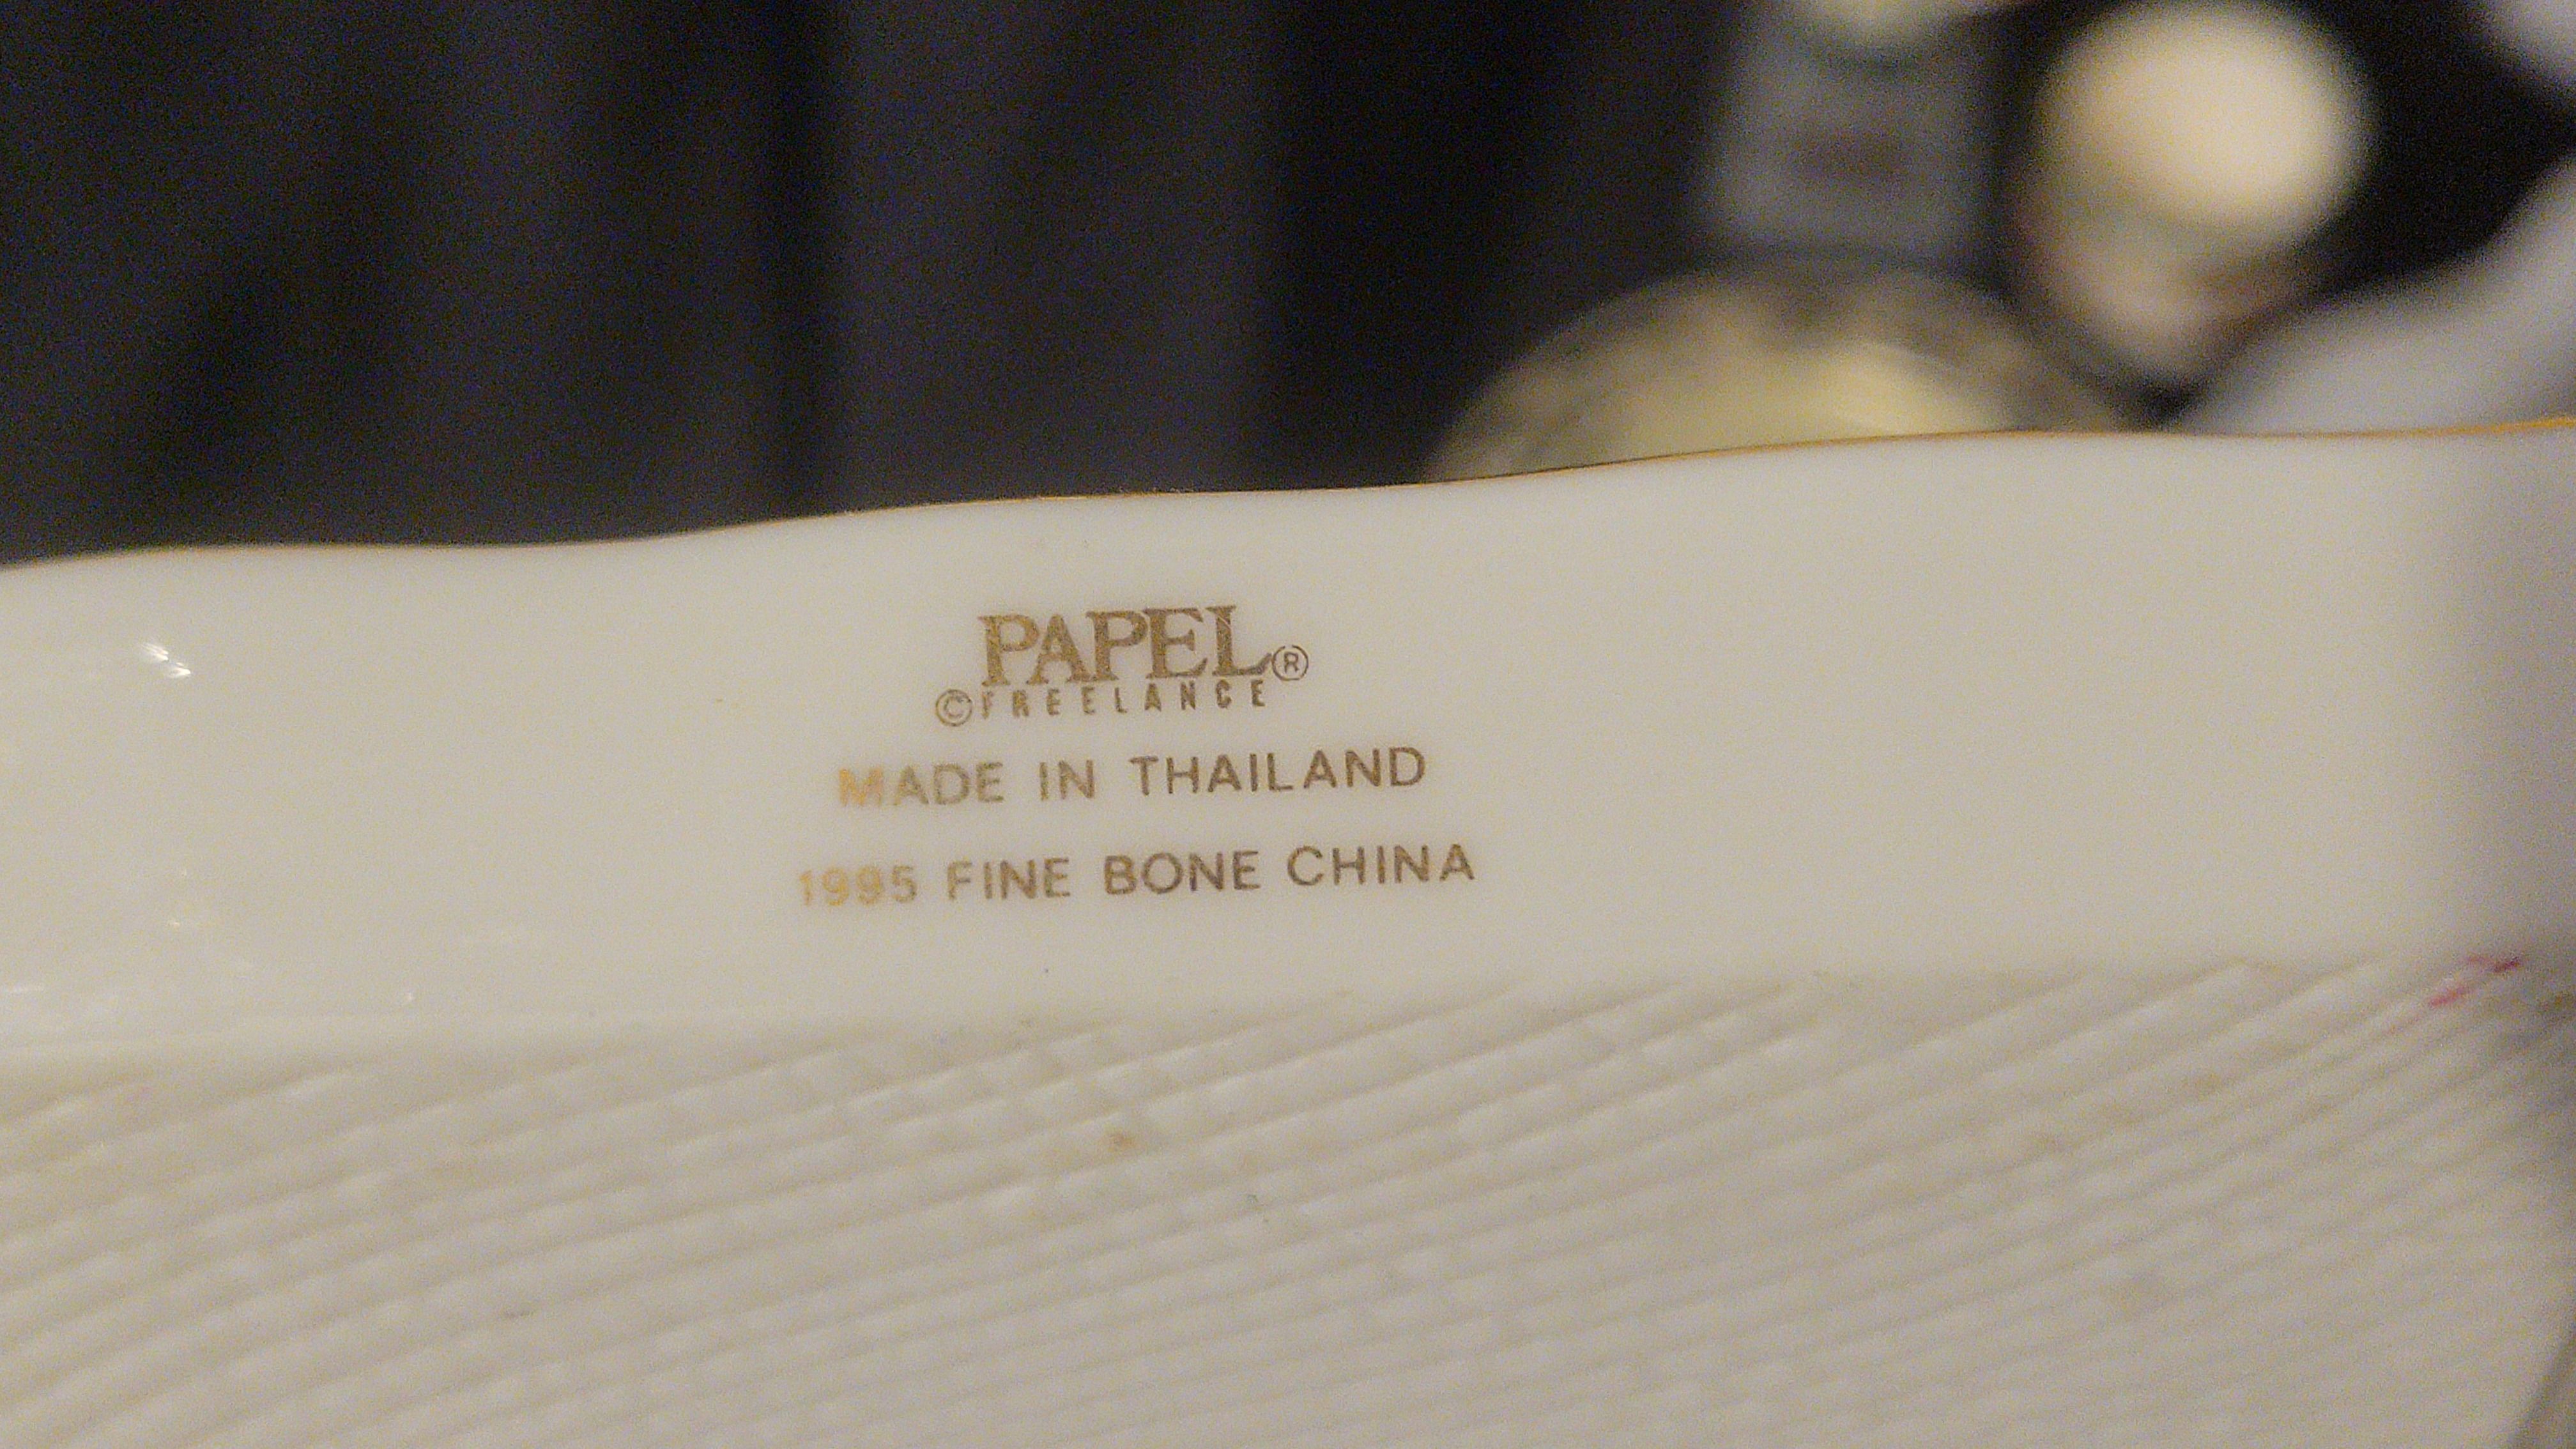 PAPEL®
©FREELANCE
MADE IN THAILAND
1995 FINE BONE CHINA